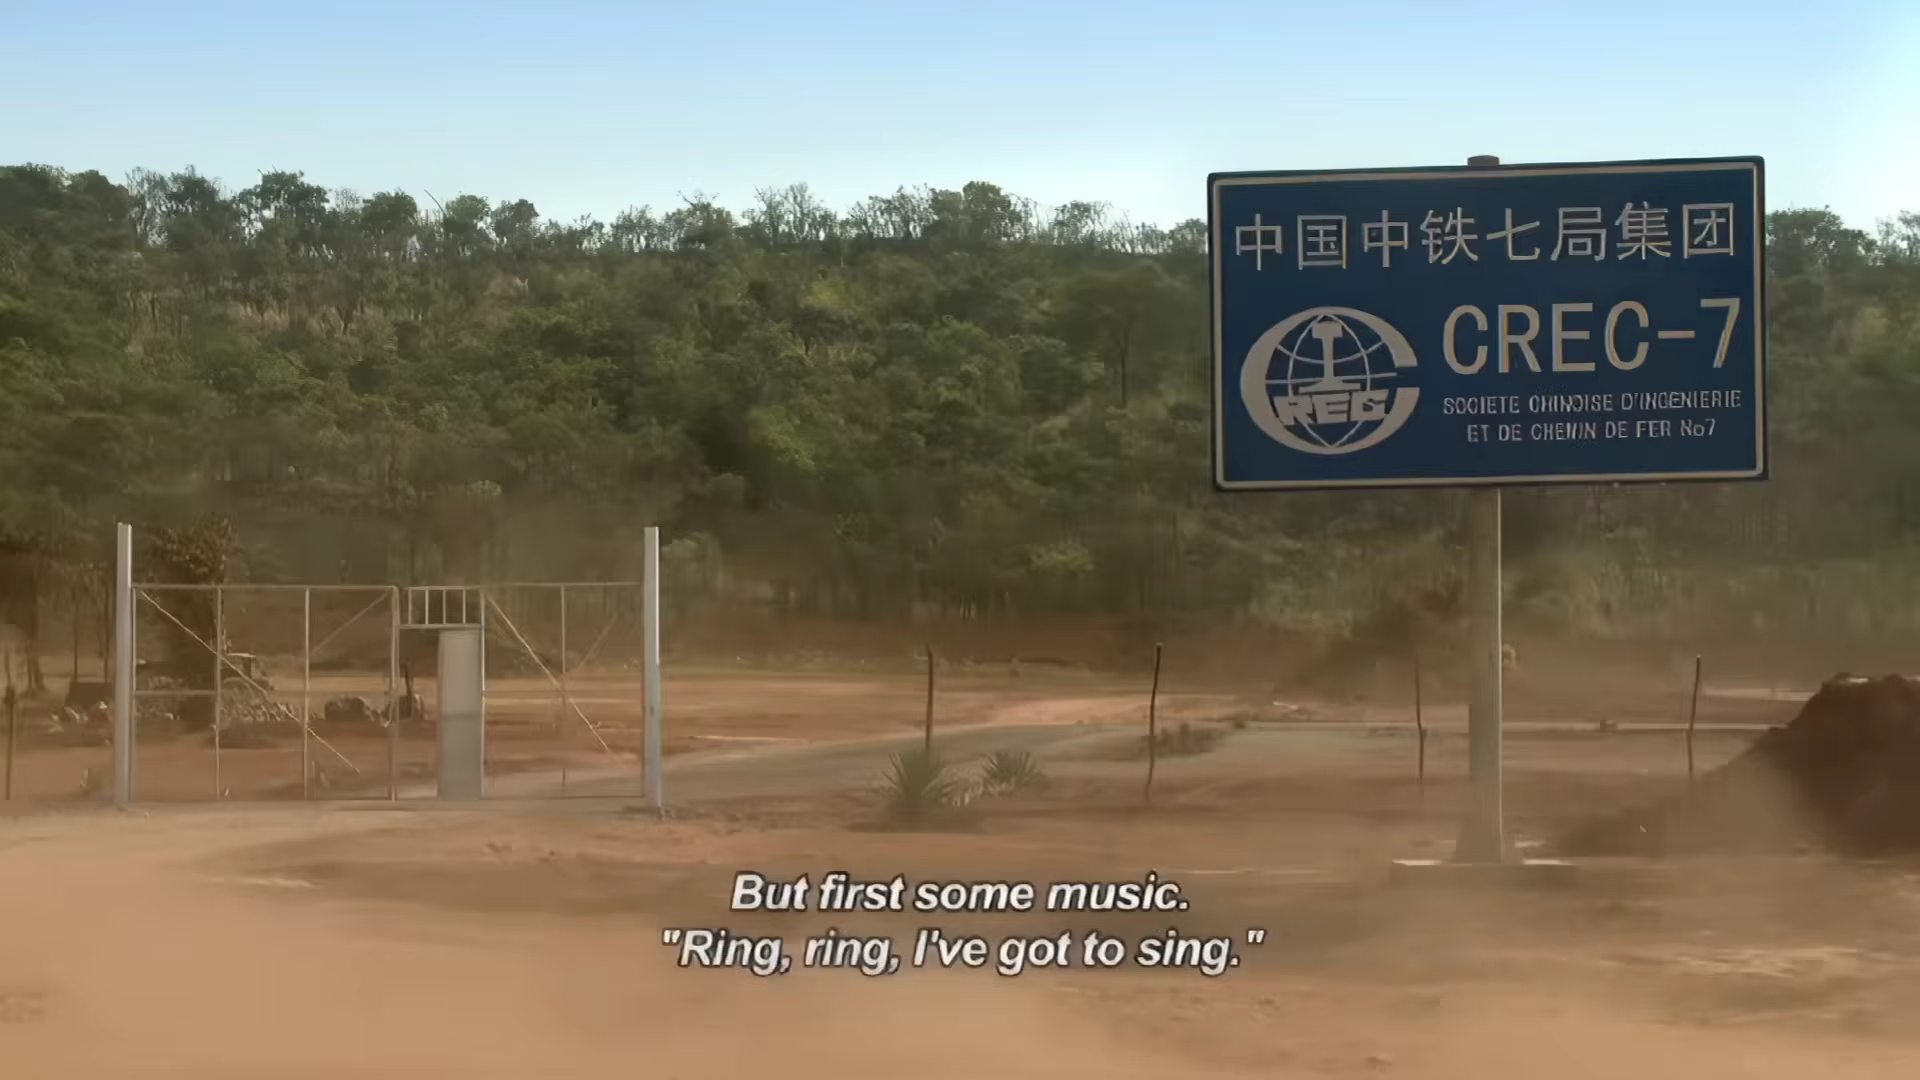 中国中铁七局集团
CREC-7
REC
SOCIETE CHINOISE D'INGENIERIE
ET DE CHEMIN DE FER No7
But first some music.
"Ring, ring, I've got to sing."